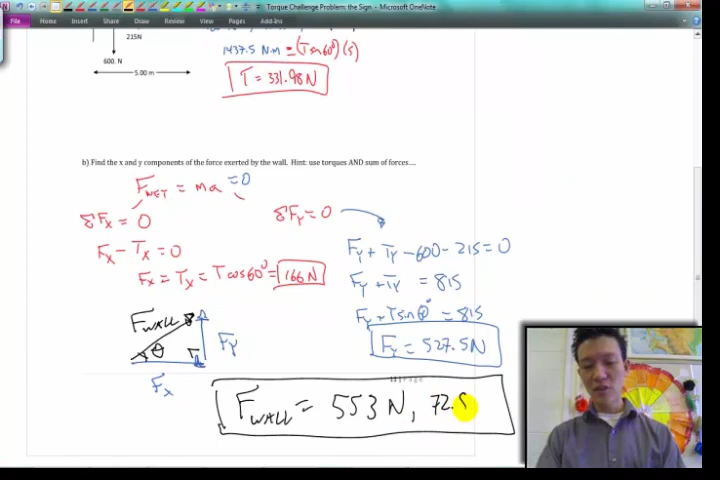 Torque Challenge Problem: the Sign - Microsoft OneNote
File Home Insert Share Draw Review View Pages Add-Ins
215N
600. N
5.00 m
1437.5 N·m = (T sin 60°)(5)
T = 331.98 N
b) Find the x and y components of the force exerted by the wall. Hint: use torques AND sum of forces....
FNET = ma = 0
ΣFx = 0
ΣFy = 0
Fx - Tx = 0
Fx = Tx = T cos 60° = 166 N
Fy + Ty - 600 - 215 = 0
Fy + Ty = 815
Fy + T sin θ = 815
Fy = 527.5 N
FWALL
θ
Fy
Fx
FWALL = 553 N, 72.5